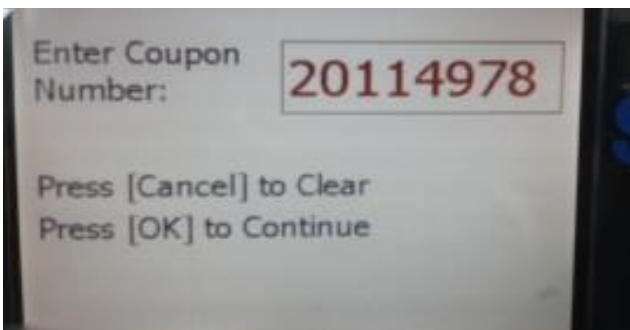 Enter Coupon
Number:
20114978
Press [Cancel] to Clear
Press [OK] to Continue